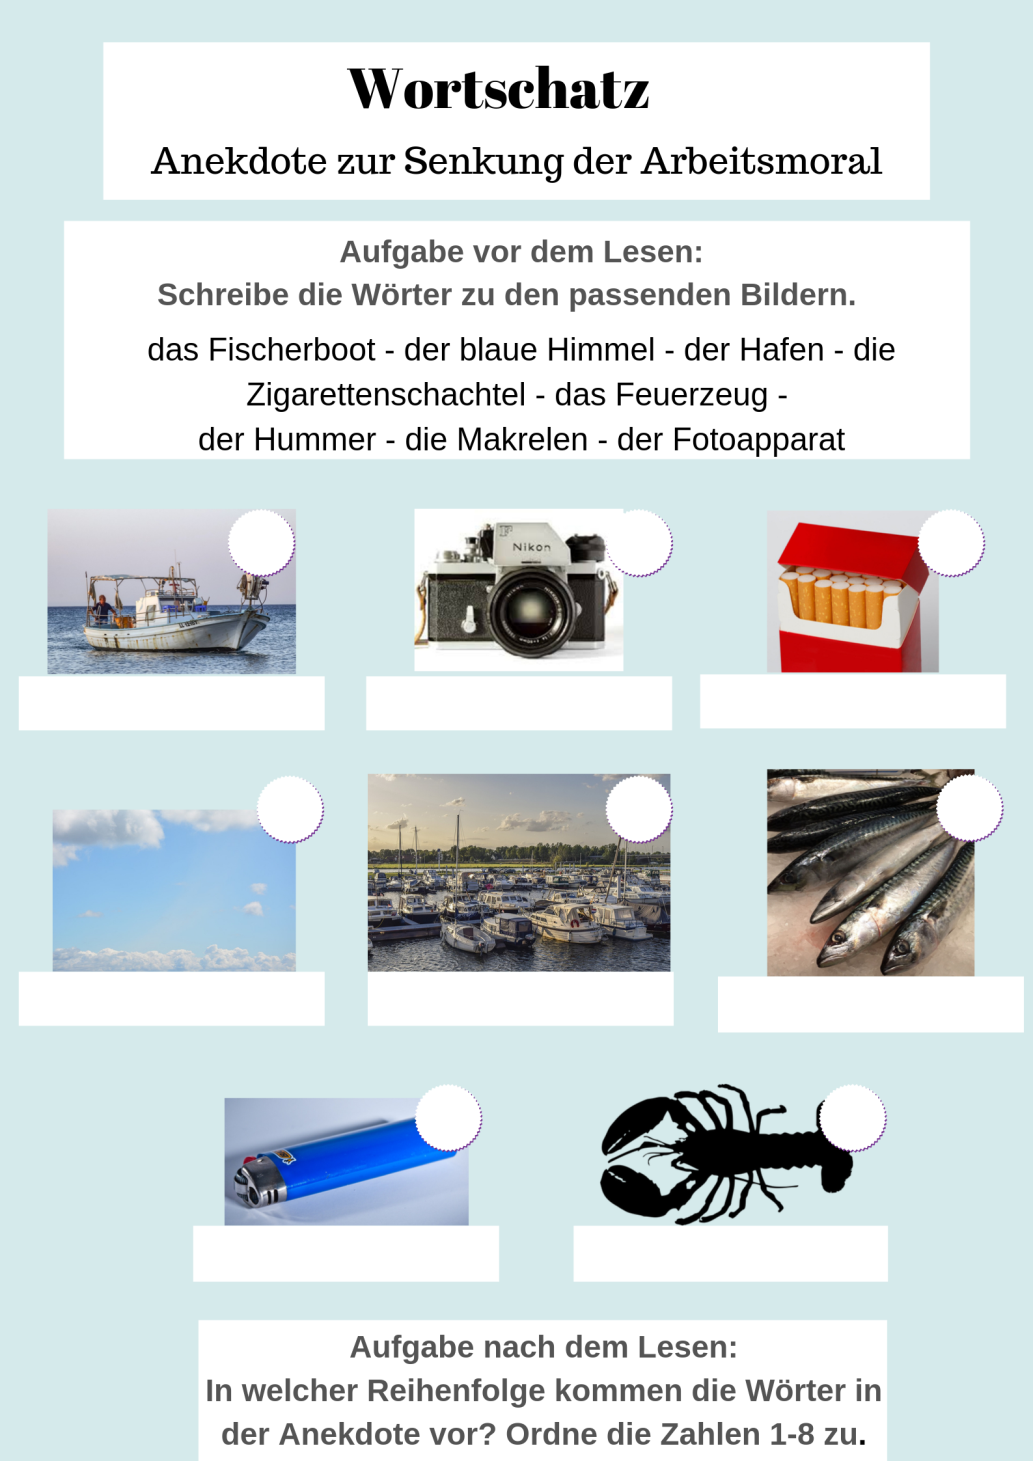 Wortschatz
Anekdote zur Senkung der Arbeitsmoral
Aufgabe vor dem Lesen:
Schreibe die Wörter zu den passenden Bildern.
das Fischerboot - der blaue Himmel - der Hafen - die
Zigarettenschachtel - das Feuerzeug -
der Hummer - die Makrelen - der Fotoapparat
F
Nikon
Aufgabe nach dem Lesen:
In welcher Reihenfolge kommen die Wörter in
der Anekdote vor? Ordne die Zahlen 1-8 zu.